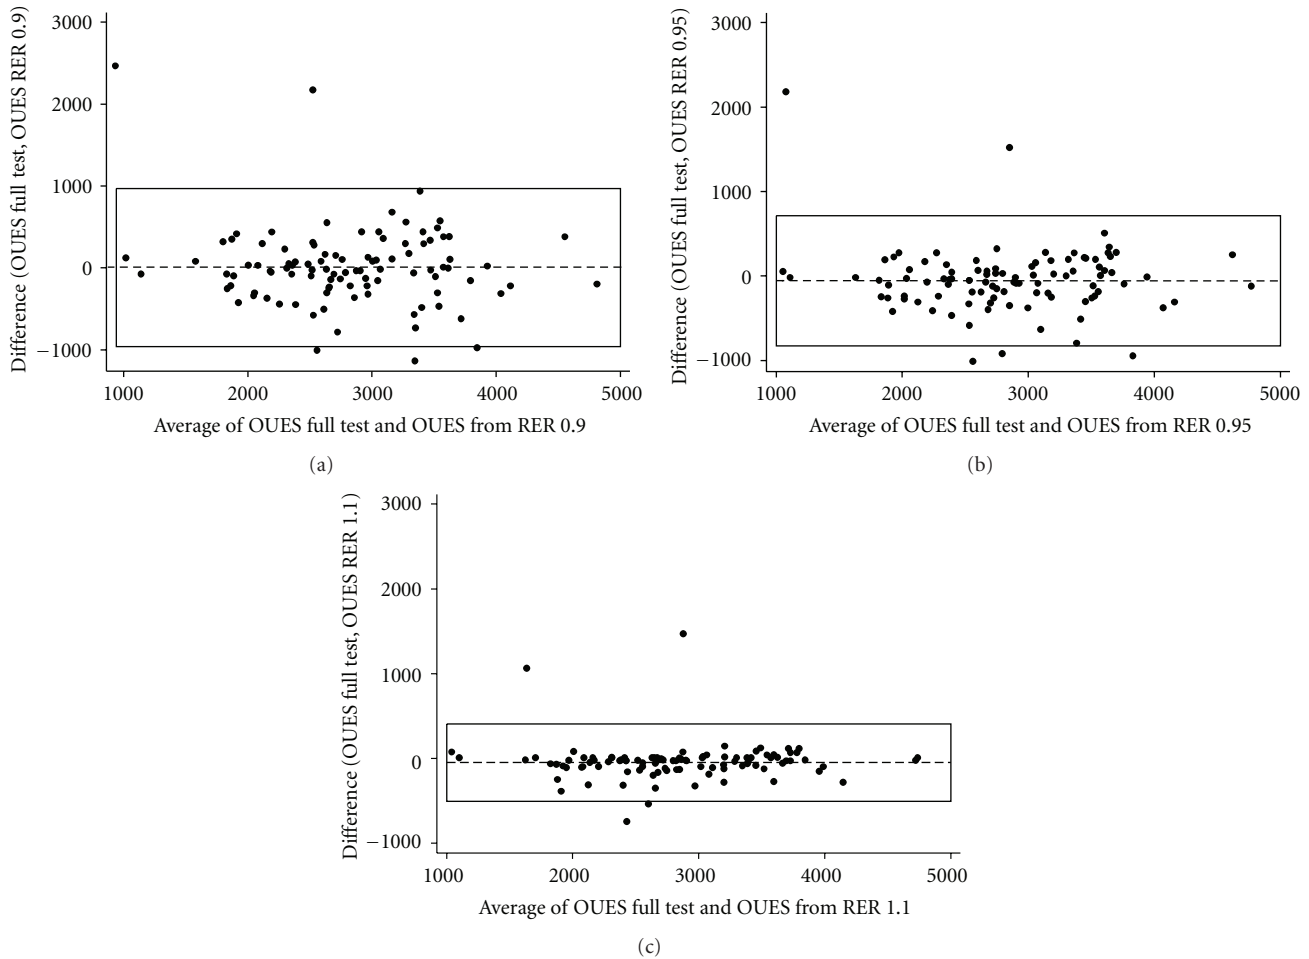 Difference (OUES full test, OUES RER 0.9)
3000
2000
1000
0
−1000
1000 2000 3000 4000 5000
Average of OUES full test and OUES from RER 0.9
(a)
Difference (OUES full test, OUES RER 0.95)
3000
2000
1000
0
−1000
1000 2000 3000 4000 5000
Average of OUES full test and OUES from RER 0.95
(b)
Difference (OUES full test, OUES RER 1.1)
3000
2000
1000
0
−1000
1000 2000 3000 4000 5000
Average of OUES full test and OUES from RER 1.1
(c)